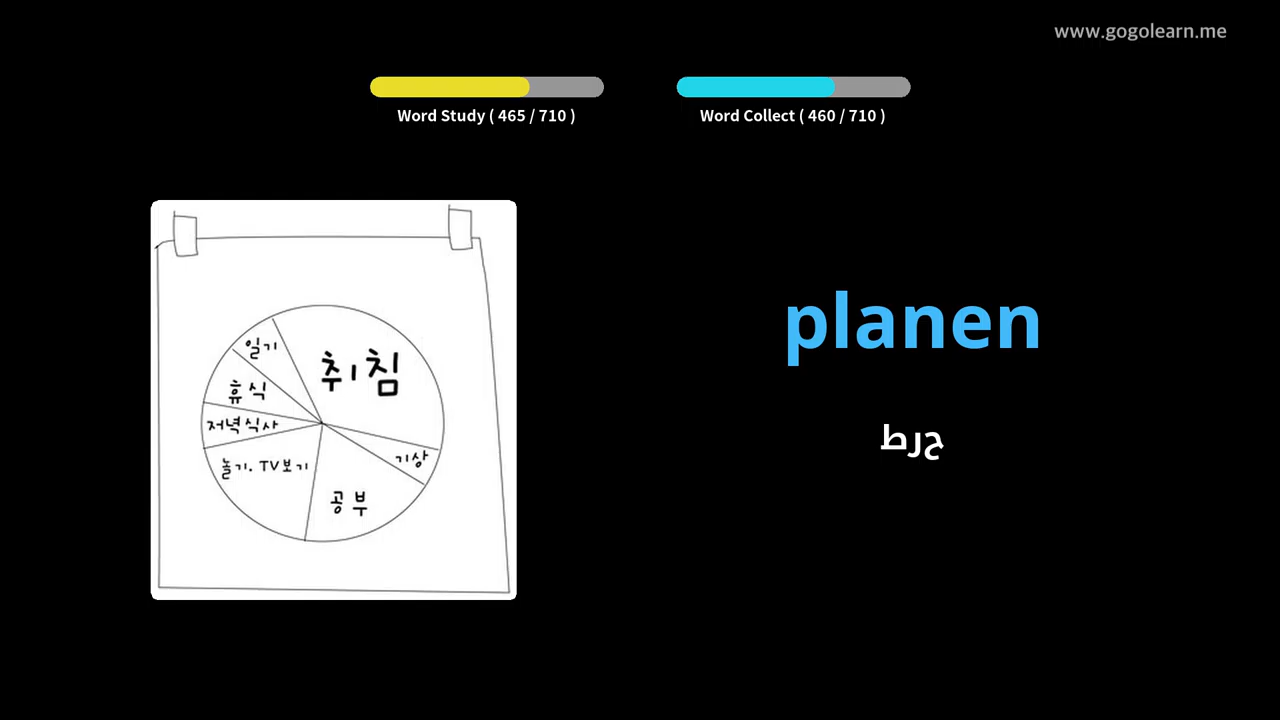 www.gogolearn.me
Word Study ( 465 / 710 )
Word Collect ( 460 / 710 )
일기
취침
휴식
저녁식사
놀기. TV보기
기상
공부
planen
حرط